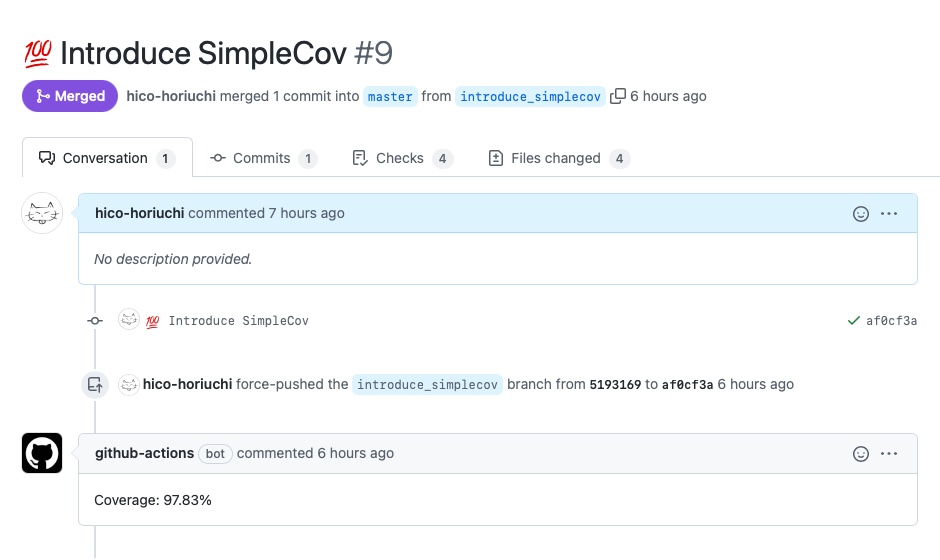 💯 Introduce SimpleCov #9
Merged hico-horiuchi merged 1 commit into master from introduce_simplecov 6 hours ago
Conversation 1 Commits 1 Checks 4 Files changed 4
hico-horiuchi commented 7 hours ago
No description provided.
💯 Introduce SimpleCov af0cf3a
hico-horiuchi force-pushed the introduce_simplecov branch from 5193169 to af0cf3a 6 hours ago
github-actions bot commented 6 hours ago
Coverage: 97.83%